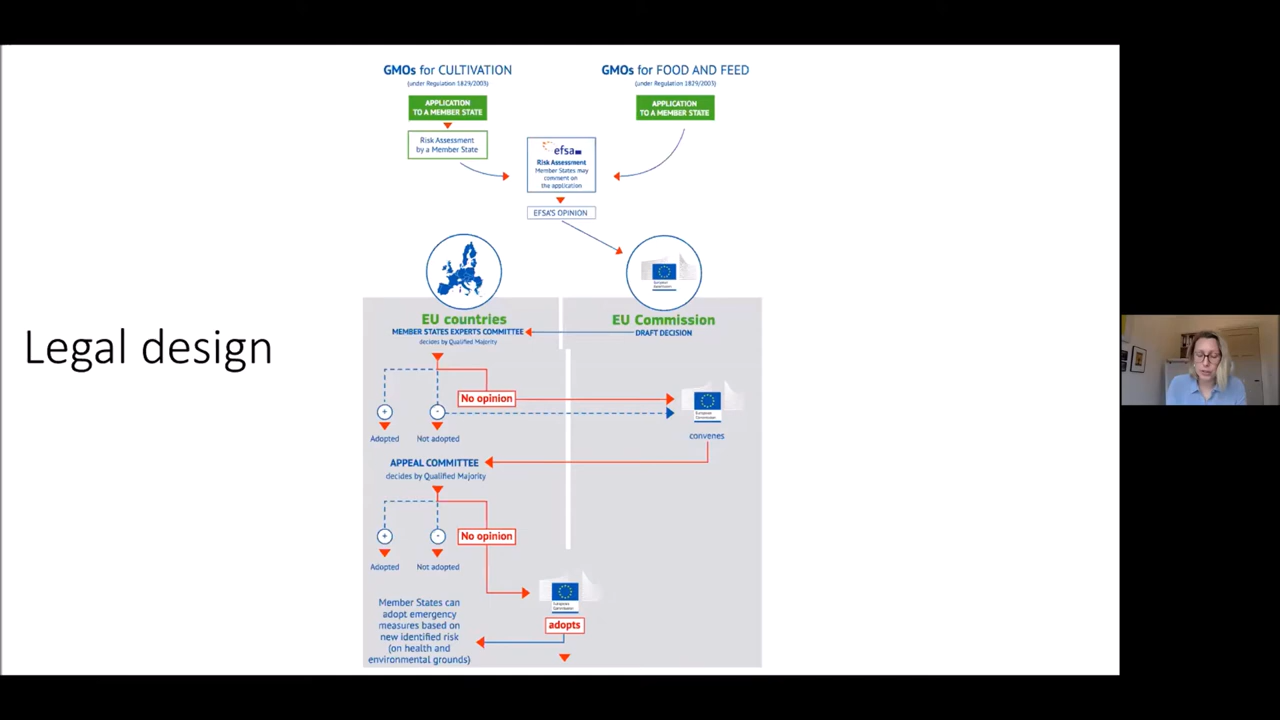 GMOs for CULTIVATION
(under Regulation 1829/2003)
APPLICATION
TO A MEMBER STATE
Risk Assessment
by a Member State
GMOs for FOOD AND FEED
(under Regulation 1829/2003)
APPLICATION
TO A MEMBER STATE
efsa
Risk Assessment
Member States may
comment on
the application
EFSA'S OPINION
Legal design
EU countries
MEMBER STATES EXPERTS COMMITTEE
decides by Qualified Majority
EU Commission
DRAFT DECISION
No opinion
+
-
Adopted
Not adopted
European
Commission
convenes
APPEAL COMMITTEE
decides by Qualified Majority
No opinion
+
-
Adopted
Not adopted
European
Commission
adopts
Member States can
adopt emergency
measures based on
new identified risk
(on health and
environmental grounds)